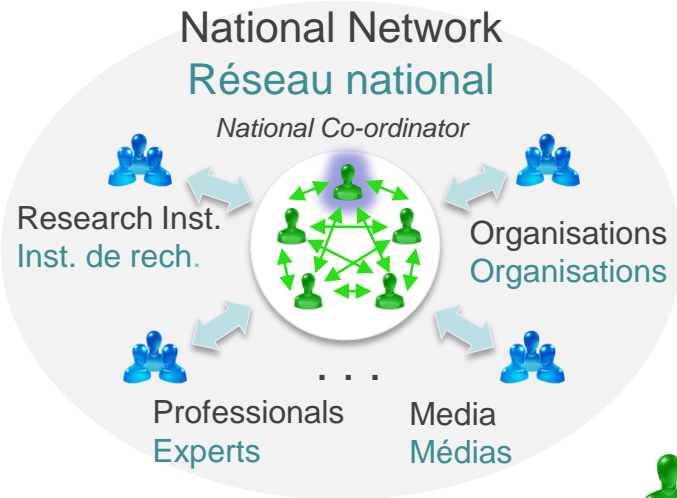 National Network
Réseau national
National Co-ordinator
Research Inst.
Inst. de rech.
Organisations
Organisations
. . .
Professionals
Experts
Media
Médias